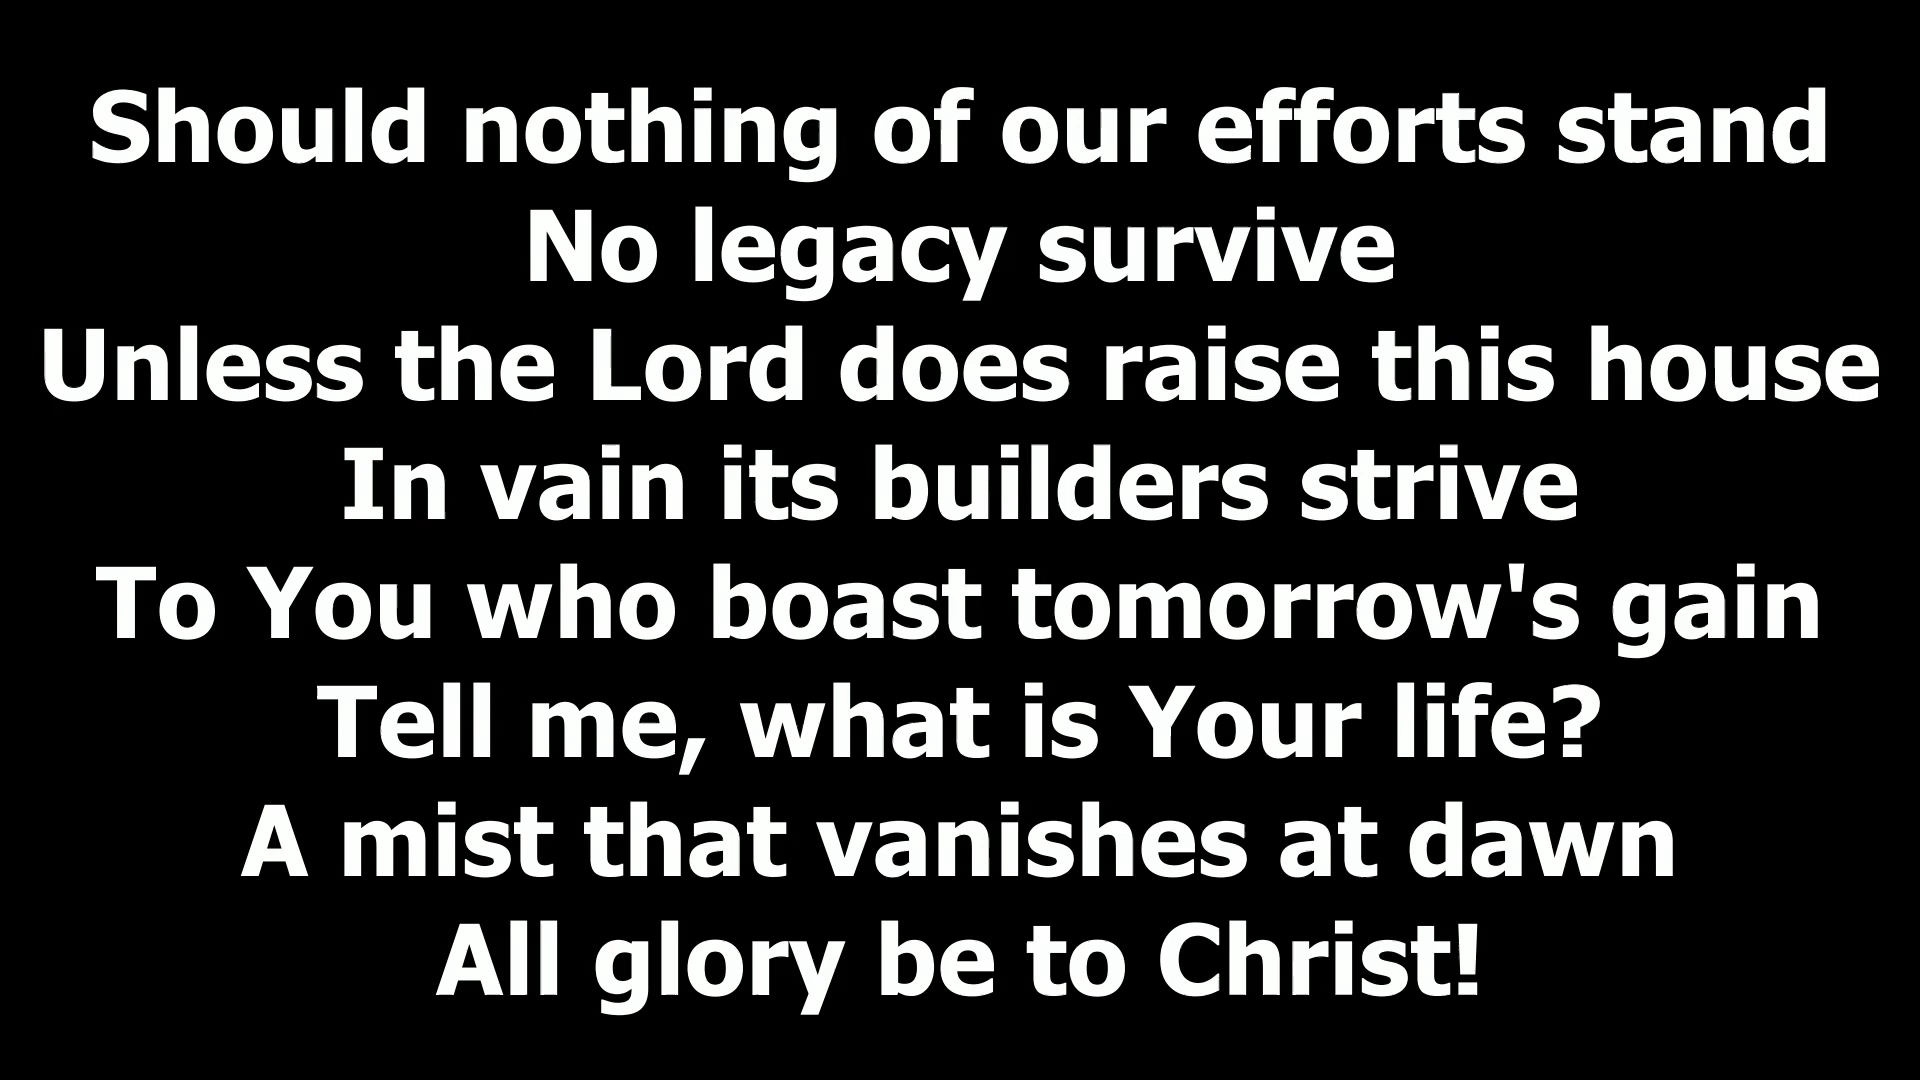 Should nothing of our efforts stand
No legacy survive
Unless the Lord does raise this house
In vain its builders strive
To You who boast tomorrow's gain
Tell me, what is Your life?
A mist that vanishes at dawn
All glory be to Christ!